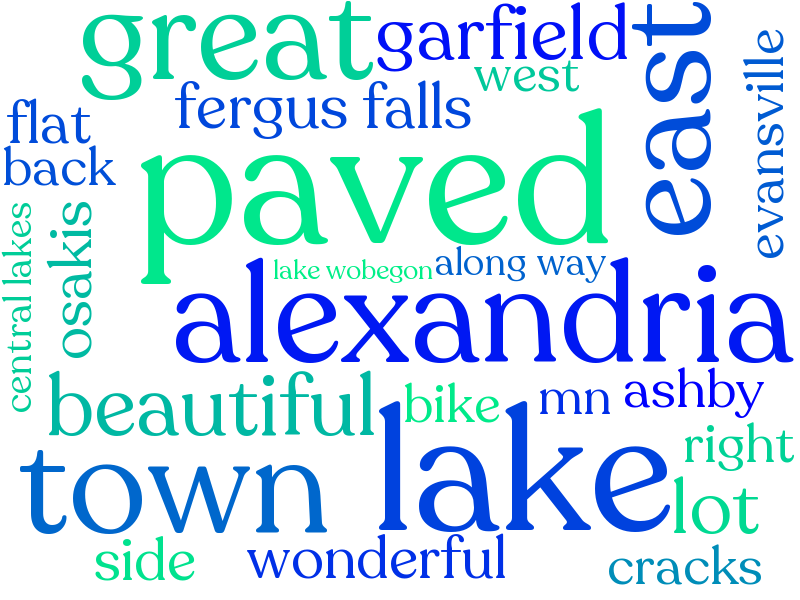 great
garfield
east
west
evansville
fergus falls
flat
back
paved
central lakes
osakis
lake wobegon
along way
alexandria
beautiful
bike
mn
ashby
town
lake
right
lot
side
wonderful
cracks